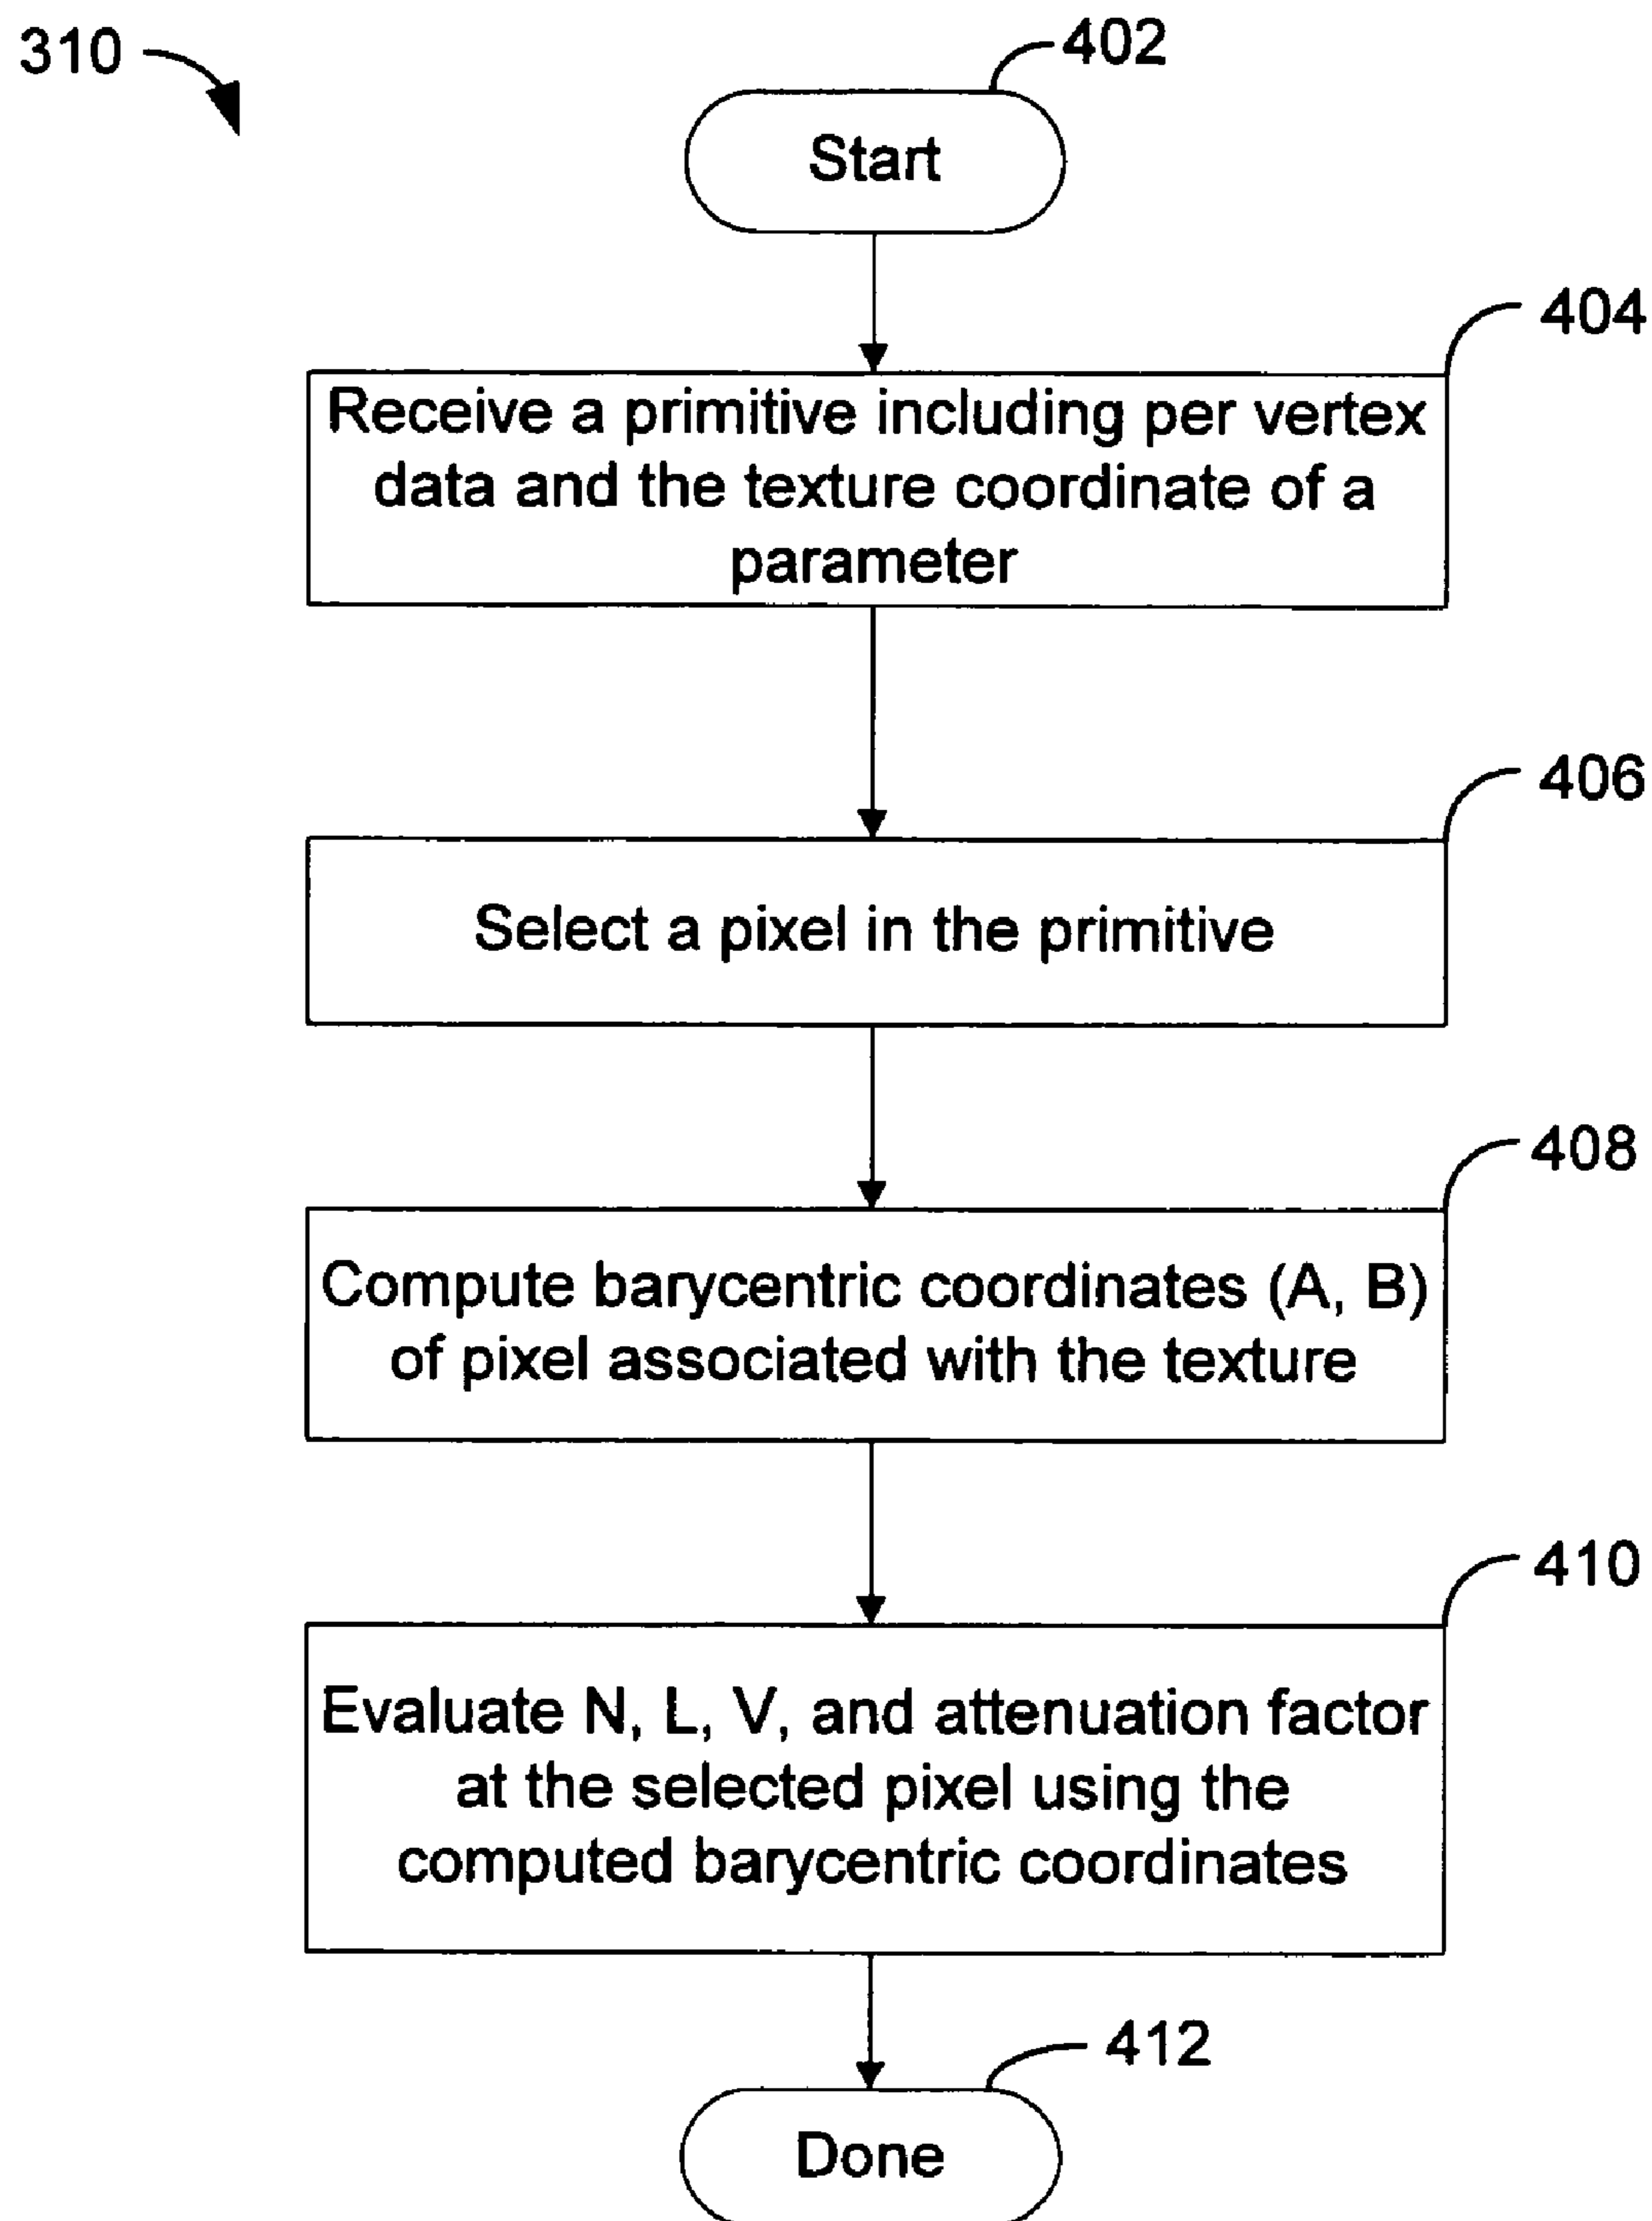 310
402
Start
404
Receive a primitive including per vertex
data and the texture coordinate of a
parameter
406
Select a pixel in the primitive
408
Compute barycentric coordinates (A, B)
of pixel associated with the texture
410
Evaluate N, L, V, and attenuation factor
at the selected pixel using the
computed barycentric coordinates
412
Done